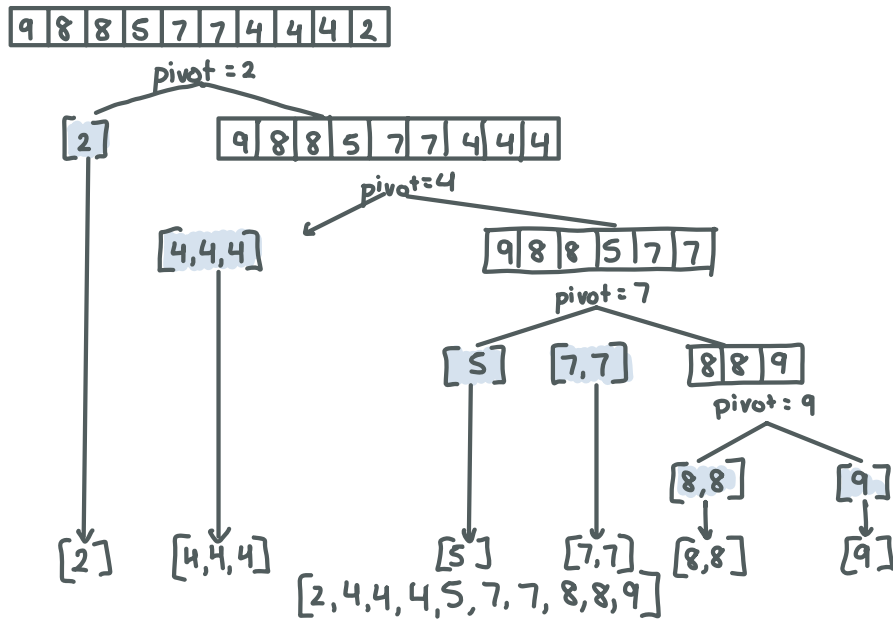 9 8 8 5 7 7 4 4 4 2
pivot = 2
[2]
9 8 8 5 7 7 4 4 4
pivot=4
[4,4,4]
9 8 8 5 7 7
pivot = 7
[5]
[7,7]
8 8 9
pivot = 9
[8,8]
[9]
[2]
[4,4,4]
[5]
[7,7]
[8,8]
[9]
[2,4,4,4,5,7,7,8,8,9]